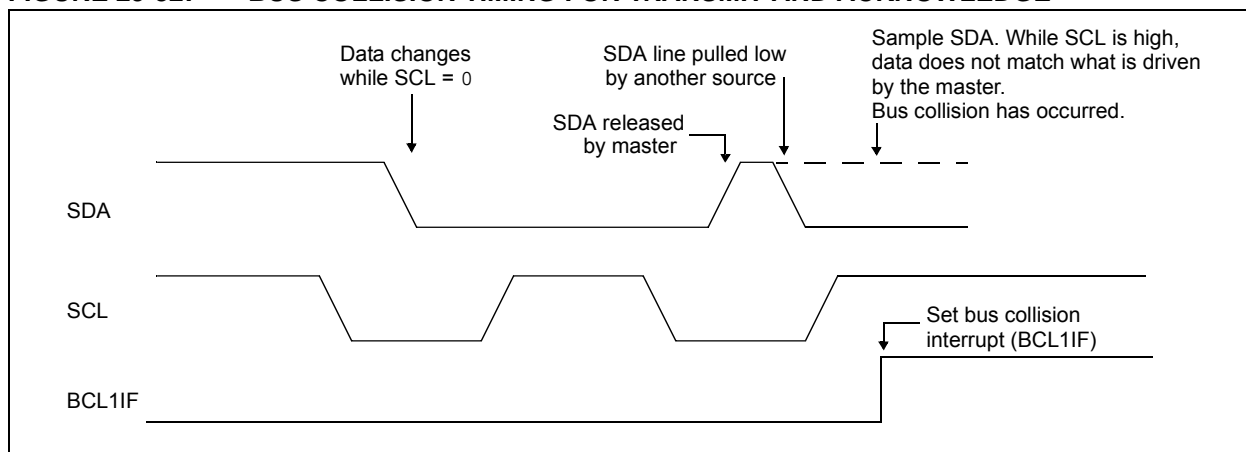 Data changes
while SCL = 0
SDA line pulled low
by another source
SDA released
by master
Sample SDA. While SCL is high,
data does not match what is driven
by the master.
Bus collision has occurred.
SDA
SCL
Set bus collision
interrupt (BCL1IF)
BCL1IF